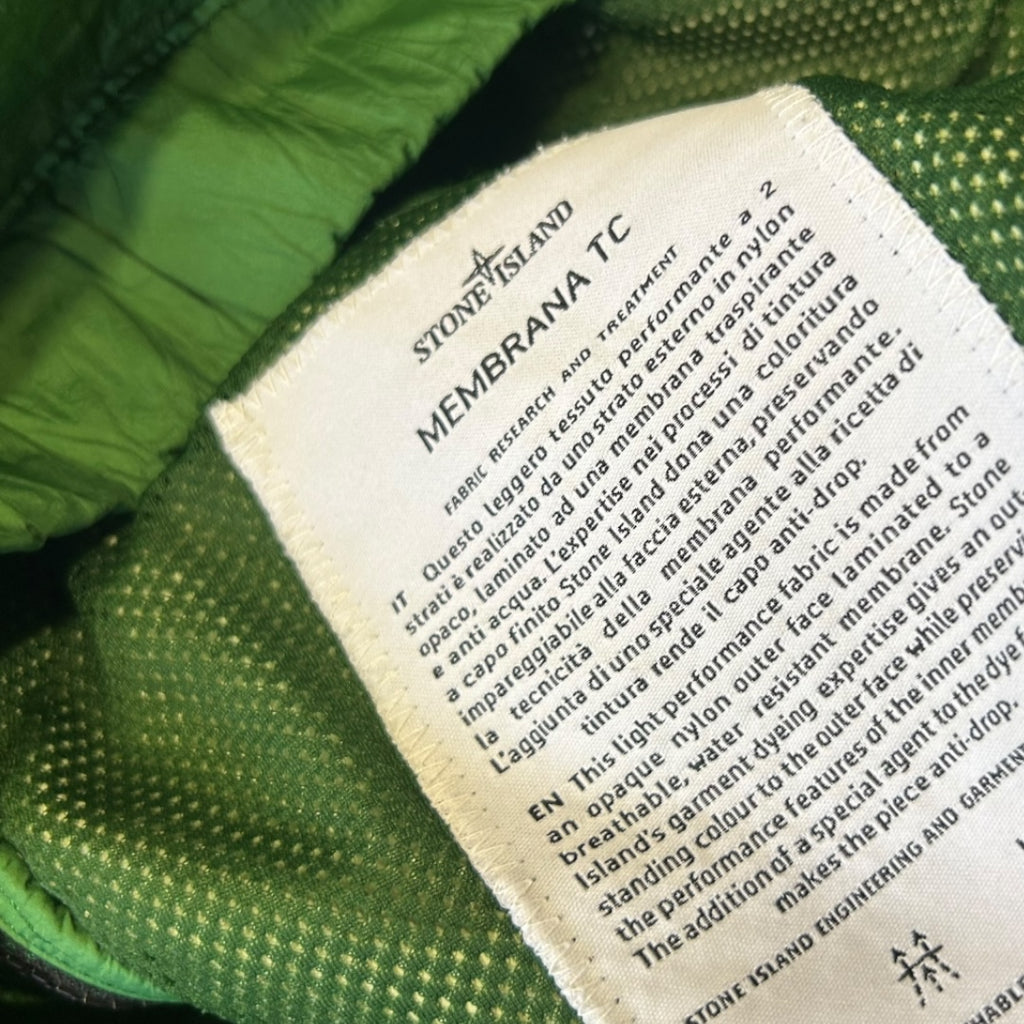 STONE ISLAND
MEMBRANA TC
FABRIC RESEARCH AND TREATMENT
IT Questo leggero tessuto performante a 2
strati è realizzato da uno strato esterno in nylon
opaco, laminato ad una membrana traspirante
e anti acqua. L'expertise nei processi di tintura
a capo finito Stone Island dona una coloritura
impareggiabile alla faccia esterna, preservando
la tecnicità della membrana performante.
L'aggiunta di uno speciale agente alla ricetta di
tintura rende il capo anti-drop.
EN This light performance fabric is made from
an opaque nylon outer face laminated to a
breathable, water resistant membrane. Stone
Island's garment dyeing expertise gives an out-
standing colour to the outer face while preservi
the performance features of the inner memb
The addition of a special agent to the dye
makes the piece anti-drop.
STONE ISLAND ENGINEERING AND GARMEN